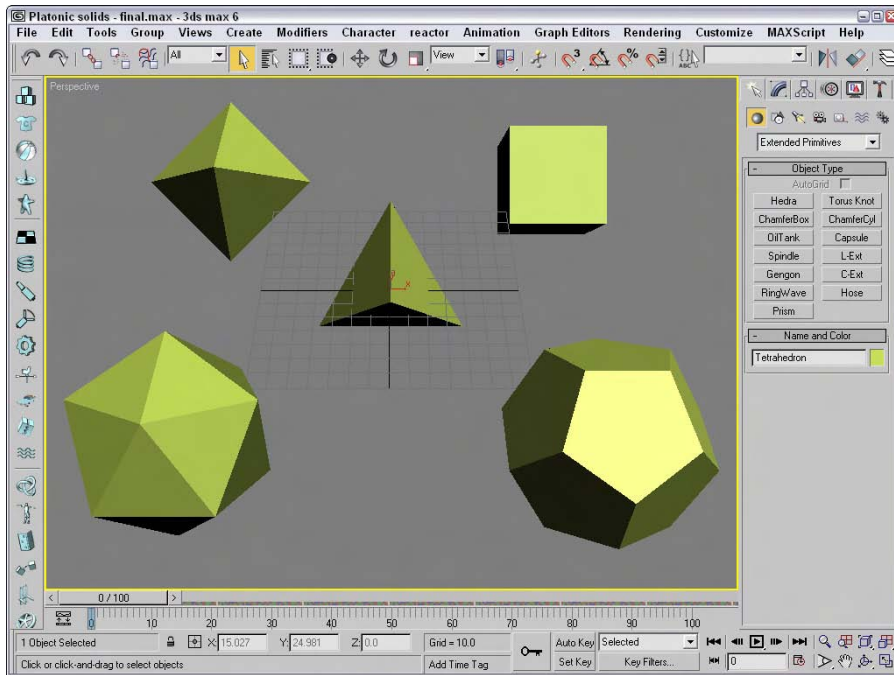 Platonic solids - final.max - 3ds max 6
File Edit Tools Group Views Create Modifiers Character reactor Animation Graph Editors Rendering Customize MAXScript Help
All
View
3
%
ABC
Perspective
x
Extended Primitives
- Object Type
AutoGrid
Hedra Torus Knot
ChamferBox ChamferCyl
OilTank Capsule
Spindle L-Ext
Gengon C-Ext
RingWave Hose
Prism
- Name and Color
Tetrahedron
< 0 / 100 >
0 10 20 30 40 50 60 70 80 90 100
1 Object Selected X: 15.027 Y: 24.981 Z: 0.0 Grid = 10.0 Auto Key Selected
Click or click-and-drag to select objects Add Time Tag Set Key Key Filters... 0